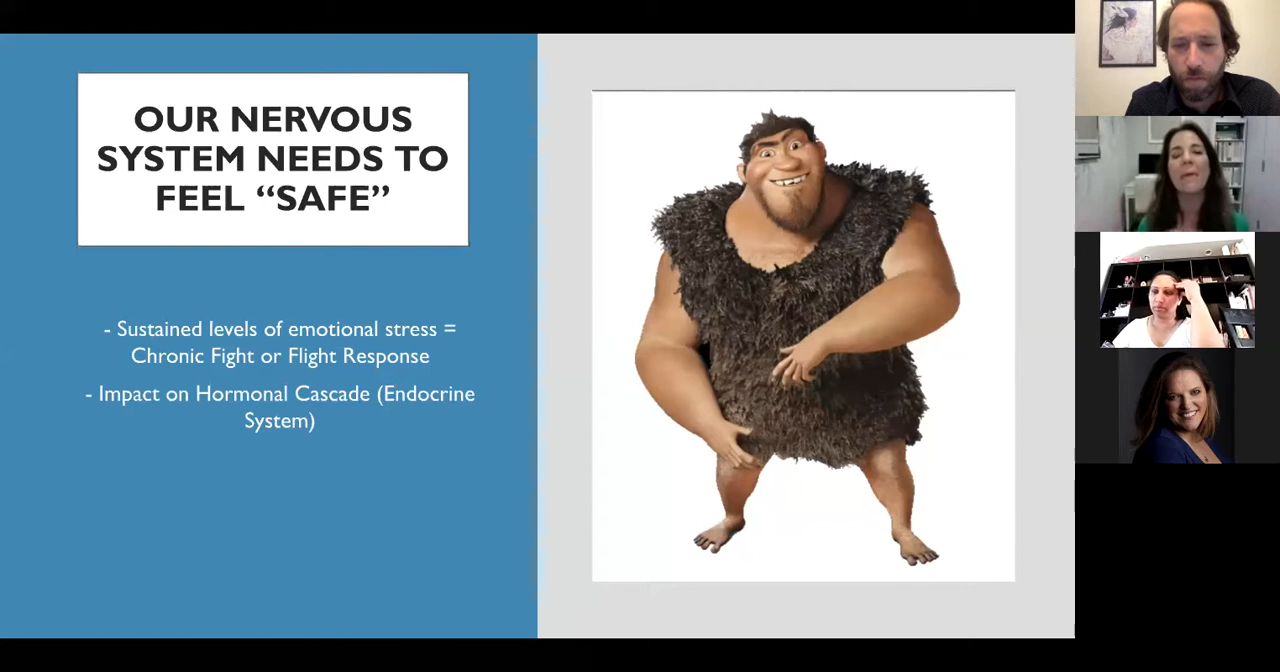 OUR NERVOUS
SYSTEM NEEDS TO
FEEL “SAFE”
- Sustained levels of emotional stress =
Chronic Fight or Flight Response
- Impact on Hormonal Cascade (Endocrine
System)